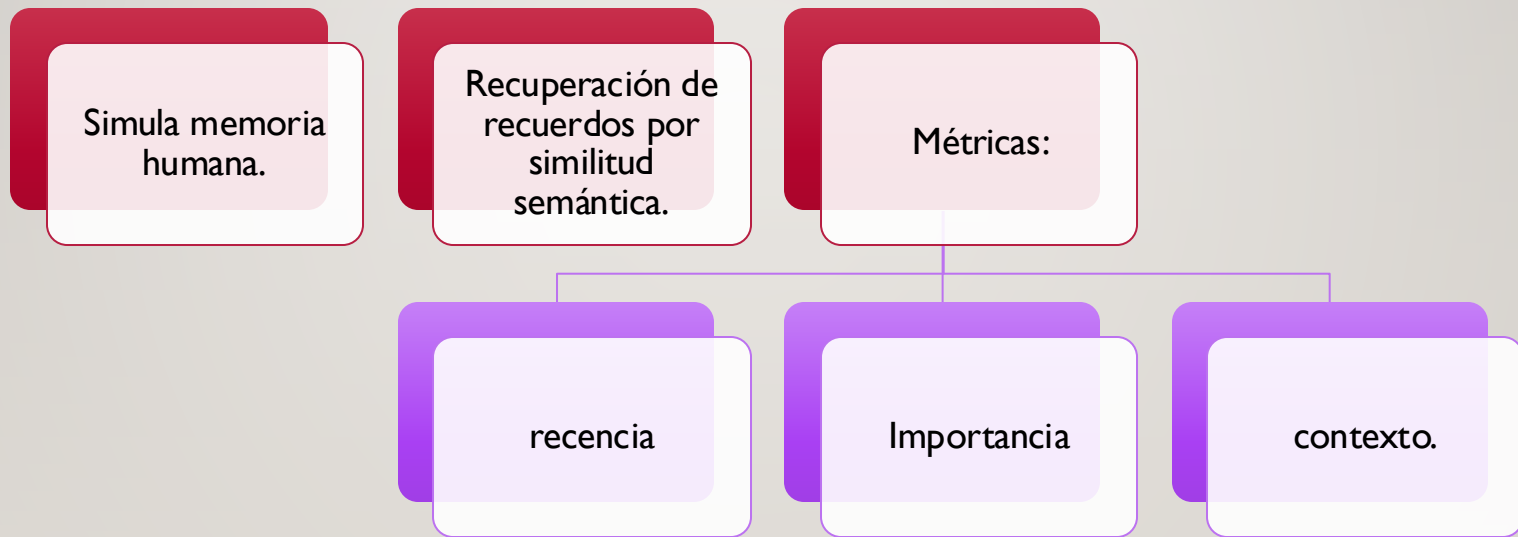 Simula memoria
humana.
Recuperación de
recuerdos por
similitud
semántica.
Métricas:
recencia
Importancia
contexto.